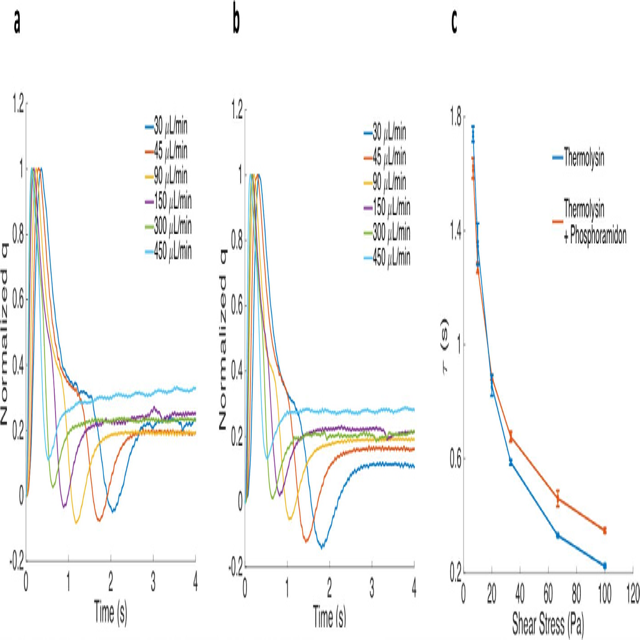 a
1.2
1
0.8
0.6
0.4
0.2
0
-0.2
0
1
2
3
4
Normalized q
Time (s)
30 μL/min
45 μL/min
90 μL/min
150 μL/min
300 μL/min
450 μL/min
b
1.2
1
0.8
0.6
0.4
0.2
0
-0.2
0
1
2
3
4
Normalized q
Time (s)
30 μL/min
45 μL/min
90 μL/min
150 μL/min
300 μL/min
450 μL/min
c
1.8
1.4
1
0.6
0.2
0
20
40
60
80
100
120
τ (s)
Shear Stress (Pa)
Thermolysin
Thermolysin
+ Phosphoramidon